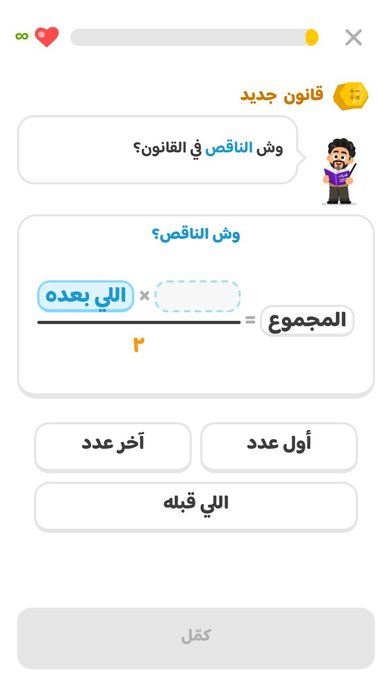 ∞
قانون جديد
وش الناقص في القانون؟
وش الناقص؟
المجموع = × اللي بعده
٢
أول عدد
آخر عدد
اللي قبله
كمّل